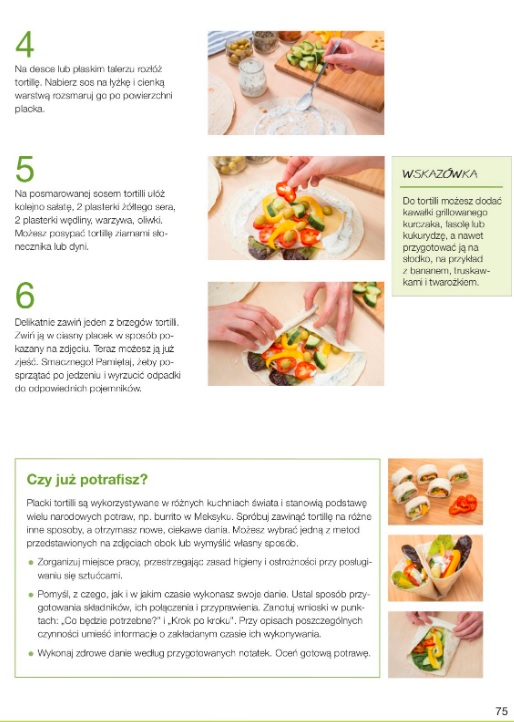 4
Na desce lub płaskim talerzu rozłóż
tortillę. Nabierz sos na łyżkę i cienką
warstwą rozsmaruj go po powierzchni
placka.
5
Na posmarowanej sosem tortilli ułóż
kolejno sałatę, 2 plasterki żółtego sera,
2 plasterki wędliny, warzywa, oliwki.
Możesz posypać tortillę ziarnami sło-
necznika lub dyni.
WSKAZÓWKA
Do tortilli możesz dodać
kawałki grillowanego
kurczaka, fasolę lub
kukurydzę, a nawet
przygotować ją na
słodko, na przykład
z bananem, truskaw-
kami i twarożkiem.
6
Delikatnie zawiń jeden z brzegów tortilli.
Zwiń ją w ciasny placek w sposób po-
kazany na zdjęciu. Teraz możesz ją już
zjeść. Smacznego! Pamiętaj, żeby po-
sprzątać po jedzeniu i wyrzucić odpadki
do odpowiednich pojemników.
Czy już potrafisz?
Placki tortilli są wykorzystywane w różnych kuchniach świata i stanowią podstawę
wielu narodowych potraw, np. burrito w Meksyku. Spróbuj zawinąć tortillę na różne
inne sposoby, a otrzymasz nowe, ciekawe dania. Możesz wybrać jedną z metod
przedstawionych na zdjęciach obok lub wymyślić własny sposób.
• Zorganizuj miejsce pracy, przestrzegając zasad higieny i ostrożności przy posługi-
waniu się sztućcami.
• Pomyśl, z czego, jak i w jakim czasie wykonasz swoje danie. Ustal sposób przy-
gotowania składników, ich połączenia i przyprawienia. Zanotuj wnioski w punk-
tach: „Co będzie potrzebne?" i „Krok po kroku". Przy opisach poszczególnych
czynności umieść informacje o zakładanym czasie ich wykonywania.
• Wykonaj zdrowe danie według przygotowanych notatek. Oceń gotową potrawę.
75